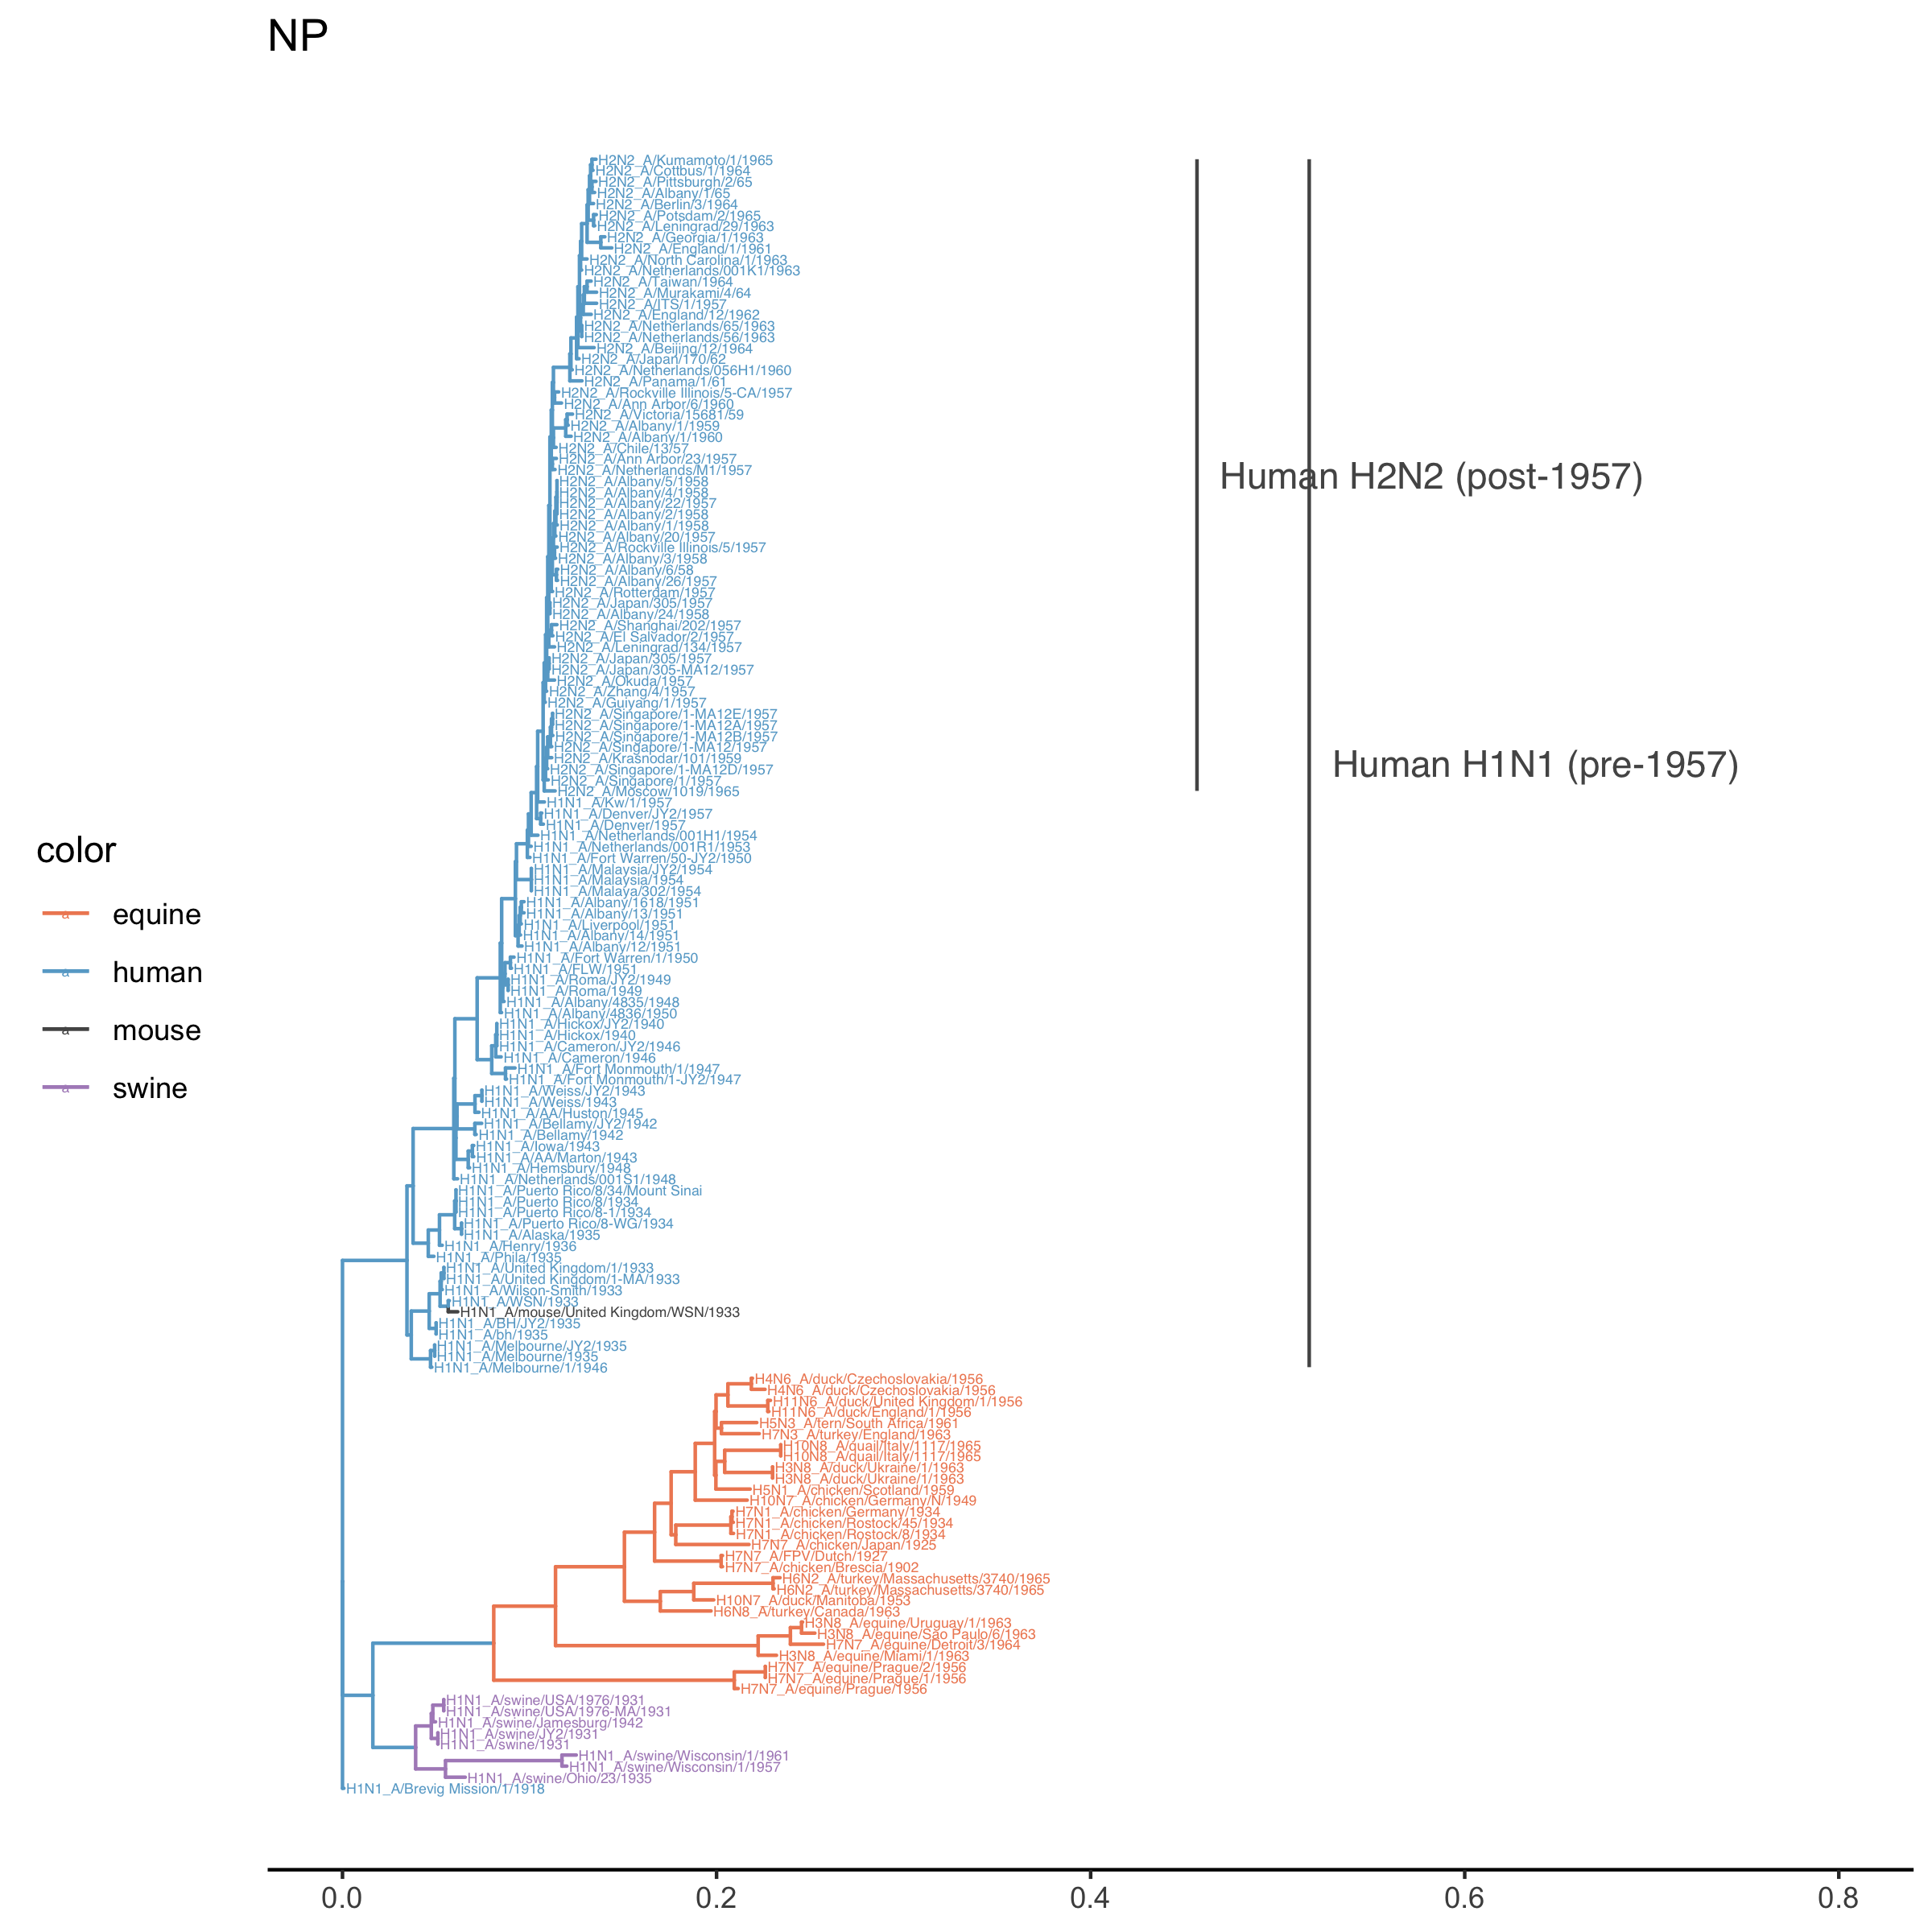 NP
H2N2_A/Kumamoto/1/1965
H2N2_A/Cottbus/1/1964
H2N2_A/Pittsburgh/2/65
H2N2_A/Albany/1/65
H2N2_A/Berlin/3/1964
H2N2_A/Potsdam/2/1965
H2N2_A/Leningrad/29/1963
H2N2_A/Georgia/1/1963
H2N2_A/England/1/1961
H2N2_A/North Carolina/1/1963
H2N2_A/Netherlands/001K1/1963
H2N2_A/Taiwan/1964
H2N2_A/Murakami/4/64
H2N2_A/ITS/1/1957
H2N2_A/England/12/1962
H2N2_A/Netherlands/65/1963
H2N2_A/Netherlands/56/1963
H2N2_A/Beijing/12/1964
H2N2_A/Japan/170/62
H2N2_A/Netherlands/056H1/1960
H2N2_A/Panama/1/61
H2N2_A/Rockville Illinois/5-CA/1957
H2N2_A/Ann Arbor/6/1960
H2N2_A/Victoria/15681/59
H2N2_A/Albany/1/1959
H2N2_A/Albany/1/1960
H2N2_A/Chile/13/57
H2N2_A/Ann Arbor/23/1957
H2N2_A/Netherlands/M1/1957
H2N2_A/Albany/5/1958
H2N2_A/Albany/4/1958
H2N2_A/Albany/22/1957
H2N2_A/Albany/2/1958
H2N2_A/Albany/1/1958
H2N2_A/Albany/20/1957
H2N2_A/Rockville Illinois/5/1957
H2N2_A/Albany/3/1958
H2N2_A/Albany/6/58
H2N2_A/Albany/26/1957
H2N2_A/Rotterdam/1957
H2N2_A/Japan/305/1957
H2N2_A/Albany/24/1958
H2N2_A/Shanghai/202/1957
H2N2_A/El Salvador/2/1957
H2N2_A/Leningrad/134/1957
H2N2_A/Japan/305/1957
H2N2_A/Japan/305-MA12/1957
H2N2_A/Okuda/1957
H2N2_A/Zhang/4/1957
H2N2_A/Guiyang/1/1957
H2N2_A/Singapore/1-MA12E/1957
H2N2_A/Singapore/1-MA12A/1957
H2N2_A/Singapore/1-MA12B/1957
H2N2_A/Singapore/1-MA12/1957
H2N2_A/Krasnodar/101/1959
H2N2_A/Singapore/1-MA12D/1957
H2N2_A/Singapore/1/1957
H2N2_A/Moscow/1019/1965
H1N1_A/Kw/1/1957
H1N1_A/Denver/JY2/1957
H1N1_A/Denver/1957
H1N1_A/Netherlands/001H1/1954
H1N1_A/Netherlands/001R1/1953
H1N1_A/Fort Warren/50-JY2/1950
H1N1_A/Malaysia/JY2/1954
H1N1_A/Malaysia/1954
H1N1_A/Malaya/302/1954
H1N1_A/Albany/1618/1951
H1N1_A/Albany/13/1951
H1N1_A/Liverpool/1951
H1N1_A/Albany/14/1951
H1N1_A/Albany/12/1951
H1N1_A/Fort Warren/1/1950
H1N1_A/FLW/1951
H1N1_A/Roma/JY2/1949
H1N1_A/Roma/1949
H1N1_A/Albany/4835/1948
H1N1_A/Albany/4836/1950
H1N1_A/Hickox/JY2/1940
H1N1_A/Hickox/1940
H1N1_A/Cameron/JY2/1946
H1N1_A/Cameron/1946
H1N1_A/Fort Monmouth/1/1947
H1N1_A/Fort Monmouth/1-JY2/1947
H1N1_A/Weiss/JY2/1943
H1N1_A/Weiss/1943
H1N1_A/AA/Huston/1945
H1N1_A/Bellamy/JY2/1942
H1N1_A/Bellamy/1942
H1N1_A/Iowa/1943
H1N1_A/AA/Marton/1943
H1N1_A/Hemsbury/1948
H1N1_A/Netherlands/001S1/1948
H1N1_A/Puerto Rico/8/34/Mount Sinai
H1N1_A/Puerto Rico/8/1934
H1N1_A/Puerto Rico/8-1/1934
H1N1_A/Puerto Rico/8-WG/1934
H1N1_A/Alaska/1935
H1N1_A/Henry/1936
H1N1_A/Phila/1935
H1N1_A/United Kingdom/1/1933
H1N1_A/United Kingdom/1-MA/1933
H1N1_A/Wilson-Smith/1933
H1N1_A/WSN/1933
H1N1_A/mouse/United Kingdom/WSN/1933
H1N1_A/BH/JY2/1935
H1N1_A/bh/1935
H1N1_A/Melbourne/JY2/1935
H1N1_A/Melbourne/1935
H1N1_A/Melbourne/1/1946
H4N6_A/duck/Czechoslovakia/1956
H4N6_A/duck/Czechoslovakia/1956
H11N6_A/duck/United Kingdom/1/1956
H11N6_A/duck/England/1/1956
H5N3_A/tern/South Africa/1961
H7N3_A/turkey/England/1963
H10N8_A/quail/Italy/1117/1965
H10N8_A/quail/Italy/1117/1965
H3N8_A/duck/Ukraine/1/1963
H3N8_A/duck/Ukraine/1/1963
H5N1_A/chicken/Scotland/1959
H10N7_A/chicken/Germany/N/1949
H7N1_A/chicken/Germany/1934
H7N1_A/chicken/Rostock/45/1934
H7N1_A/chicken/Rostock/8/1934
H7N7_A/chicken/Japan/1925
H7N7_A/FPV/Dutch/1927
H7N7_A/chicken/Brescia/1902
H6N2_A/turkey/Massachusetts/3740/1965
H6N2_A/turkey/Massachusetts/3740/1965
H10N7_A/duck/Manitoba/1953
H6N8_A/turkey/Canada/1963
H3N8_A/equine/Uruguay/1/1963
H3N8_A/equine/São Paulo/6/1963
H7N7_A/equine/Detroit/3/1964
H3N8_A/equine/Miami/1/1963
H7N7_A/equine/Prague/2/1956
H7N7_A/equine/Prague/1/1956
H7N7_A/equine/Prague/1956
H1N1_A/swine/USA/1976/1931
H1N1_A/swine/USA/1976-MA/1931
H1N1_A/swine/Jamesburg/1942
H1N1_A/swine/JY2/1931
H1N1_A/swine/1931
H1N1_A/swine/Wisconsin/1/1961
H1N1_A/swine/Wisconsin/1/1957
H1N1_A/swine/Ohio/23/1935
H1N1_A/Brevig Mission/1/1918
Human H2N2 (post-1957)
Human H1N1 (pre-1957)
color
a equine
a human
a mouse
a swine
0.0 0.2 0.4 0.6 0.8